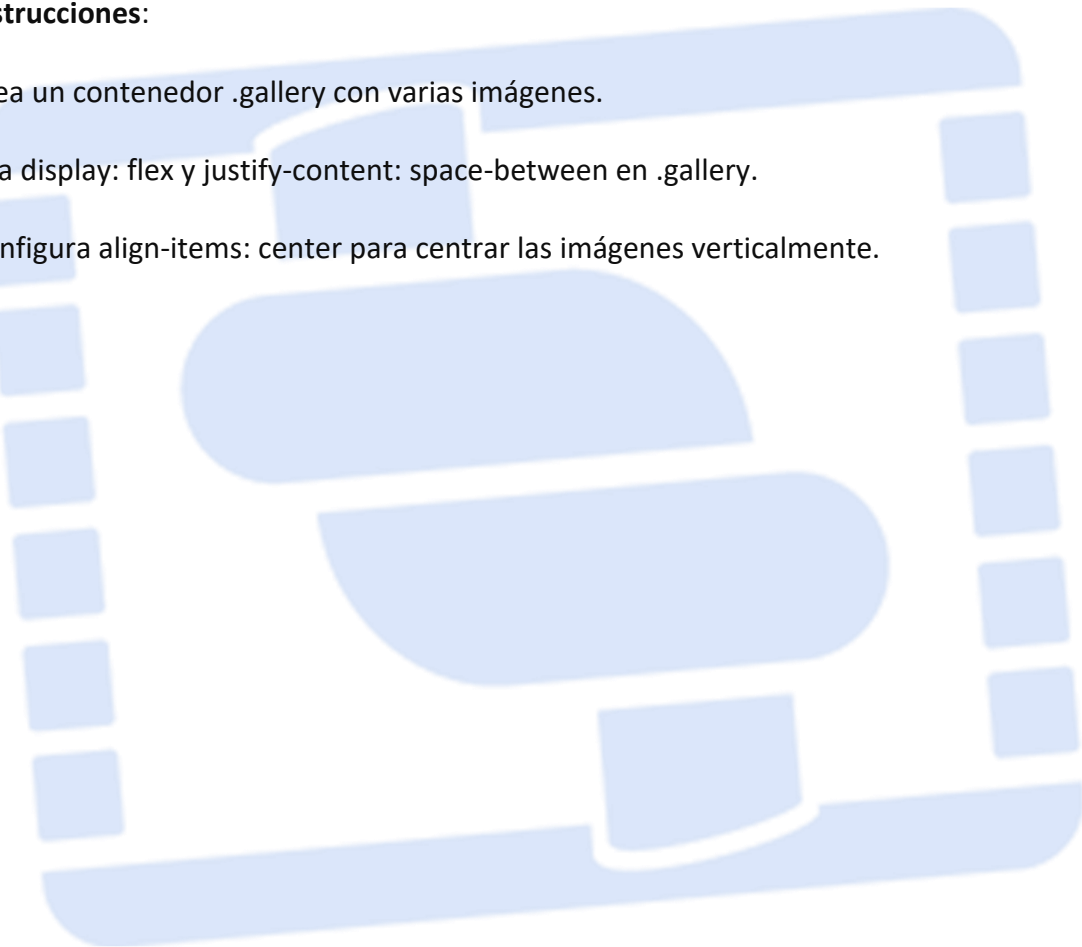 strucciones:
ea un contenedor .gallery con varias imágenes.
a display: flex y justify-content: space-between en .gallery.
nfigura align-items: center para centrar las imágenes verticalmente.